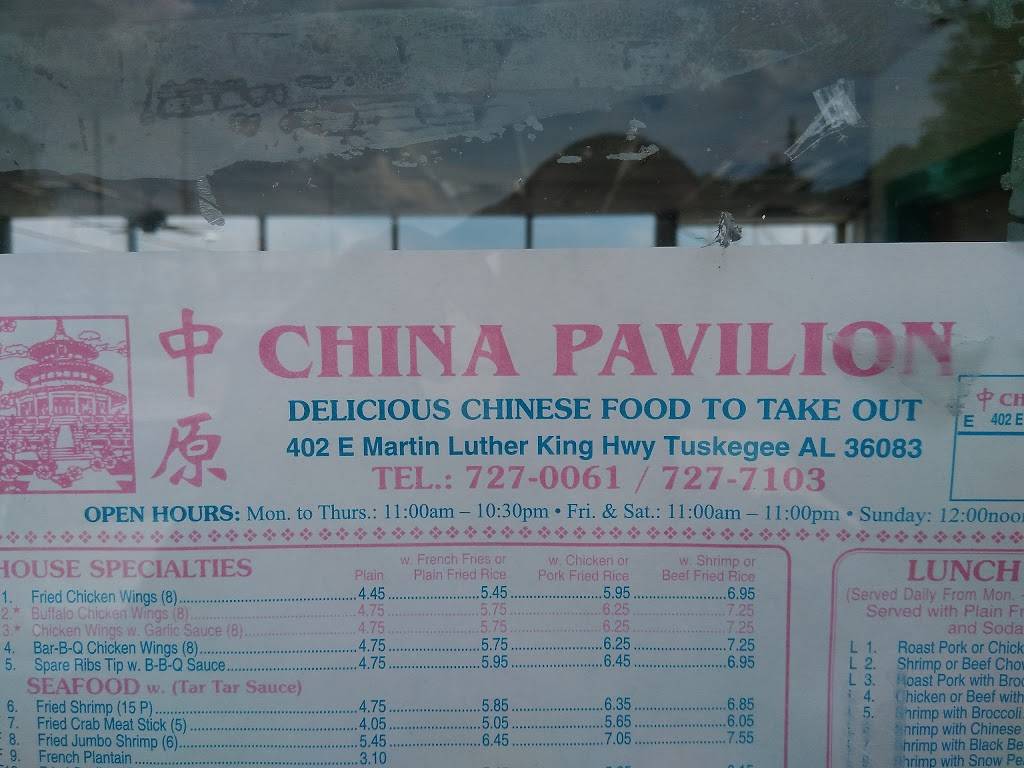 中原
CHINA PAVILION
DELICIOUS CHINESE FOOD TO TAKE OUT
402 E Martin Luther King Hwy Tuskegee AL 36083
TEL.: 727-0061 / 727-7103
中 CH
E 402 E
OPEN HOURS: Mon. to Thurs.: 11:00am – 10:30pm • Fri. & Sat.: 11:00am – 11:00pm • Sunday: 12:00noon
HOUSE SPECIALTIES
Plain w. French Fries or Plain Fried Rice w. Chicken or Pork Fried Rice w. Shrimp or Beef Fried Rice
1. Fried Chicken Wings (8) 4.45 5.45 5.95 6.95
2.* Buffalo Chicken Wings (8) 4.75 5.75 6.25 7.25
3.* Chicken Wings w. Garlic Sauce (8) 4.75 5.75 6.25 7.25
4. Bar-B-Q Chicken Wings (8) 4.75 5.75 6.25 7.25
5. Spare Ribs Tip w. B-B-Q Sauce 4.75 5.95 6.45 6.95
SEAFOOD w. (Tar Tar Sauce)
6. Fried Shrimp (15 P) 4.75 5.85 6.35 6.85
7. Fried Crab Meat Stick (5) 4.05 5.05 5.65 6.05
8. Fried Jumbo Shrimp (6) 5.45 6.45 7.05 7.55
9. French Plantain 3.10
LUNCH
(Served Daily From Mon.
Served with Plain Fr
and Soda
L 1. Roast Pork or Chick
L 2. Shrimp or Beef Chow
L 3. Roast Pork with Bro
L 4. Chicken or Beef with
5. Shrimp with Broccoli
Shrimp with Chinese
Shrimp with Black Be
Shrimp with Snow Pe